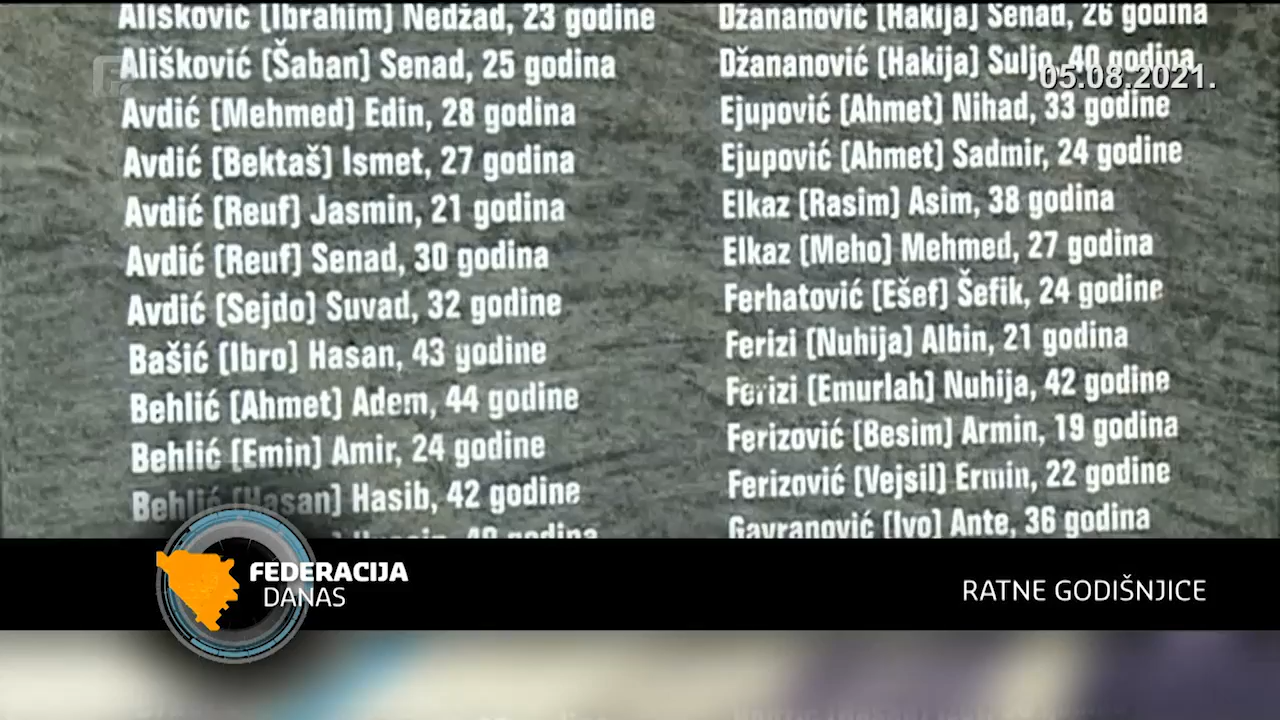 Ališković (Ibrahim) Nedžad, 23 godine
Ališković (Šaban) Senad, 25 godina
Avdić (Mehmed) Edin, 28 godina
Avdić (Bektaš) Ismet, 27 godina
Avdić (Reuf) Jasmin, 21 godina
Avdić (Reuf) Senad, 30 godina
Avdić (Sejdo) Suvad, 32 godine
Bašić (Ibro) Hasan, 43 godine
Behlić (Ahmet) Adem, 44 godine
Behlić (Emin) Amir, 24 godine
Behlić (Hasan) Hasib, 42 godine
godina
Džananović (Hakija) Senad, 26 godina
Džananović (Hakija) Suljo, 40 godina
05.08.2021.
Ejupović (Ahmet) Nihad, 33 godine
Ejupović (Ahmet) Sadmir, 24 godine
Elkaz (Rasim) Asim, 38 godina
Elkaz (Meho) Mehmed, 27 godina
Ferhatović (Ešef) Šefik, 24 godine
Ferizi (Nuhija) Albin, 21 godina
Ferizi (Emurlah) Nuhija, 42 godine
Ferizović (Besim) Armin, 19 godina
Ferizović (Vejsil) Ermin, 22 godine
Gavranović (Ivo) Ante, 36 godina
FEDERACIJA
DANAS
RATNE GODIŠNJICE